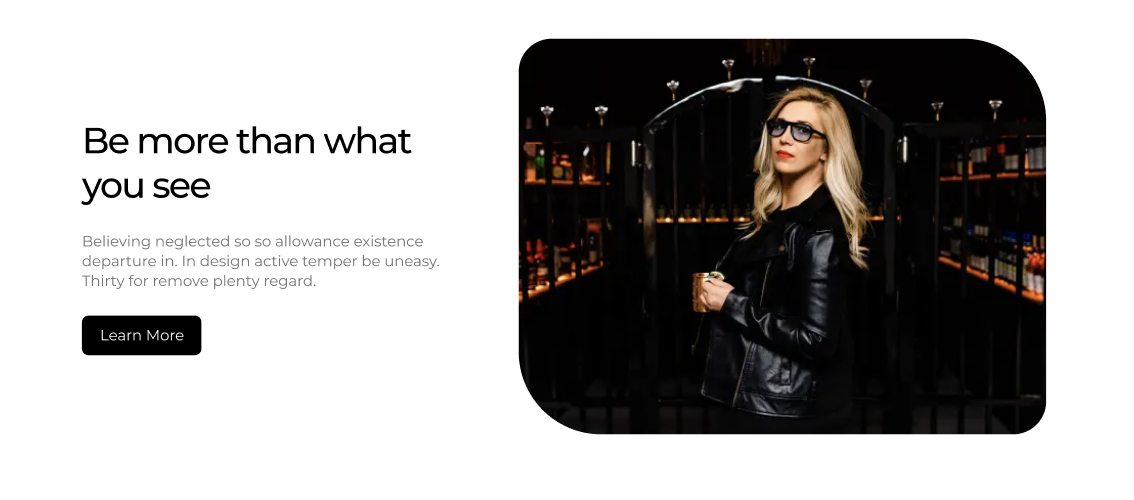 Be more than what
you see
Believing neglected so so allowance existence
departure in. In design active temper be uneasy.
Thirty for remove plenty regard.
Learn More